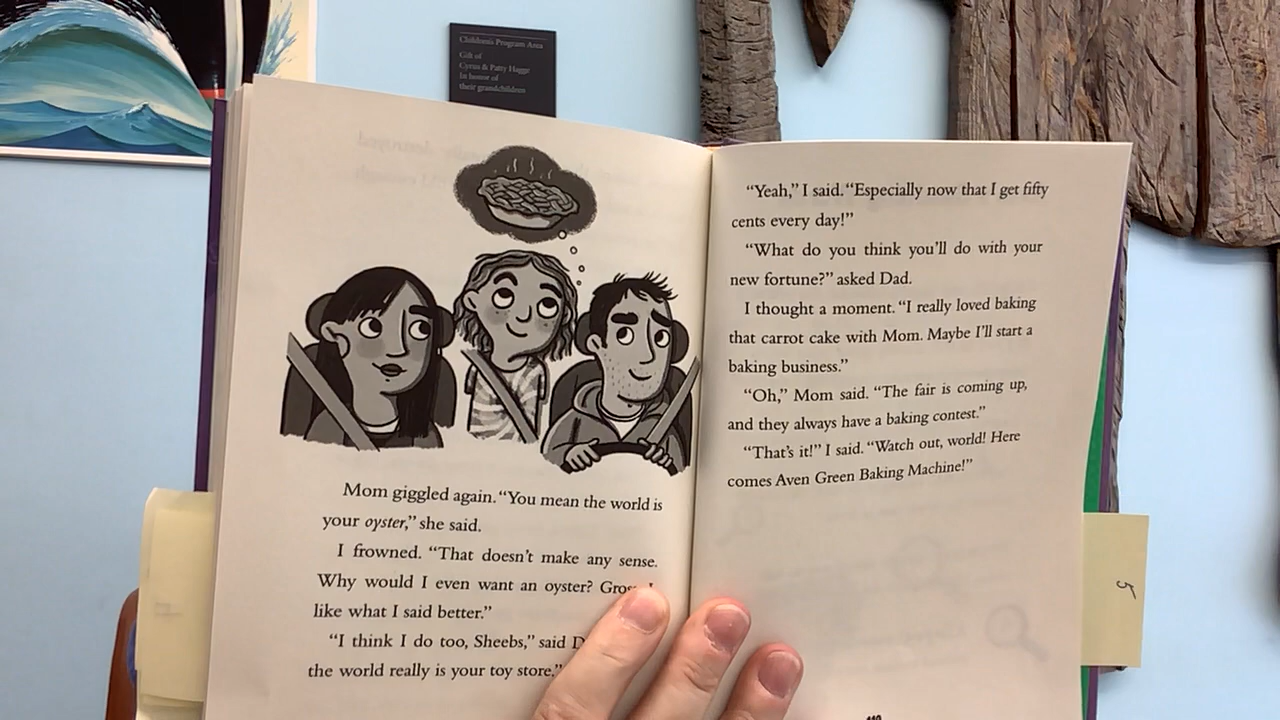 Children's Program Area
Gift of
Cyrus & Patty Hagge
In honor of
their grandchildren
Mom giggled again. “You mean the world is
your oyster,” she said.
I frowned. “That doesn’t make any sense.
Why would I even want an oyster?
like what I said better.”
“I think I do too, Sheebs,” said
the world really is your toy store.”
“Yeah,” I said. “Especially now that I get fifty
cents every day!”
“What do you think you’ll do with your
new fortune?” asked Dad.
I thought a moment. “I really loved baking
that carrot cake with Mom. Maybe I’ll start a
baking business.”
“Oh,” Mom said. “The fair is coming up,
and they always have a baking contest.”
“That’s it!” I said. “Watch out, world! Here
comes Aven Green Baking Machine!”
5